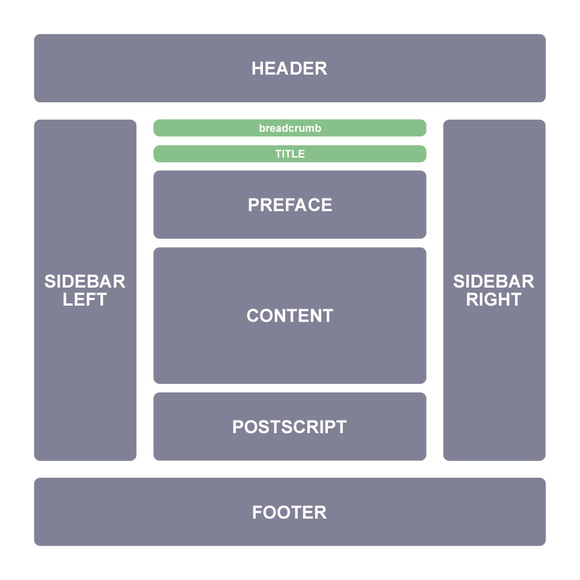 HEADER
breadcrumb
TITLE
PREFACE
SIDEBAR
LEFT
CONTENT
SIDEBAR
RIGHT
POSTSCRIPT
FOOTER